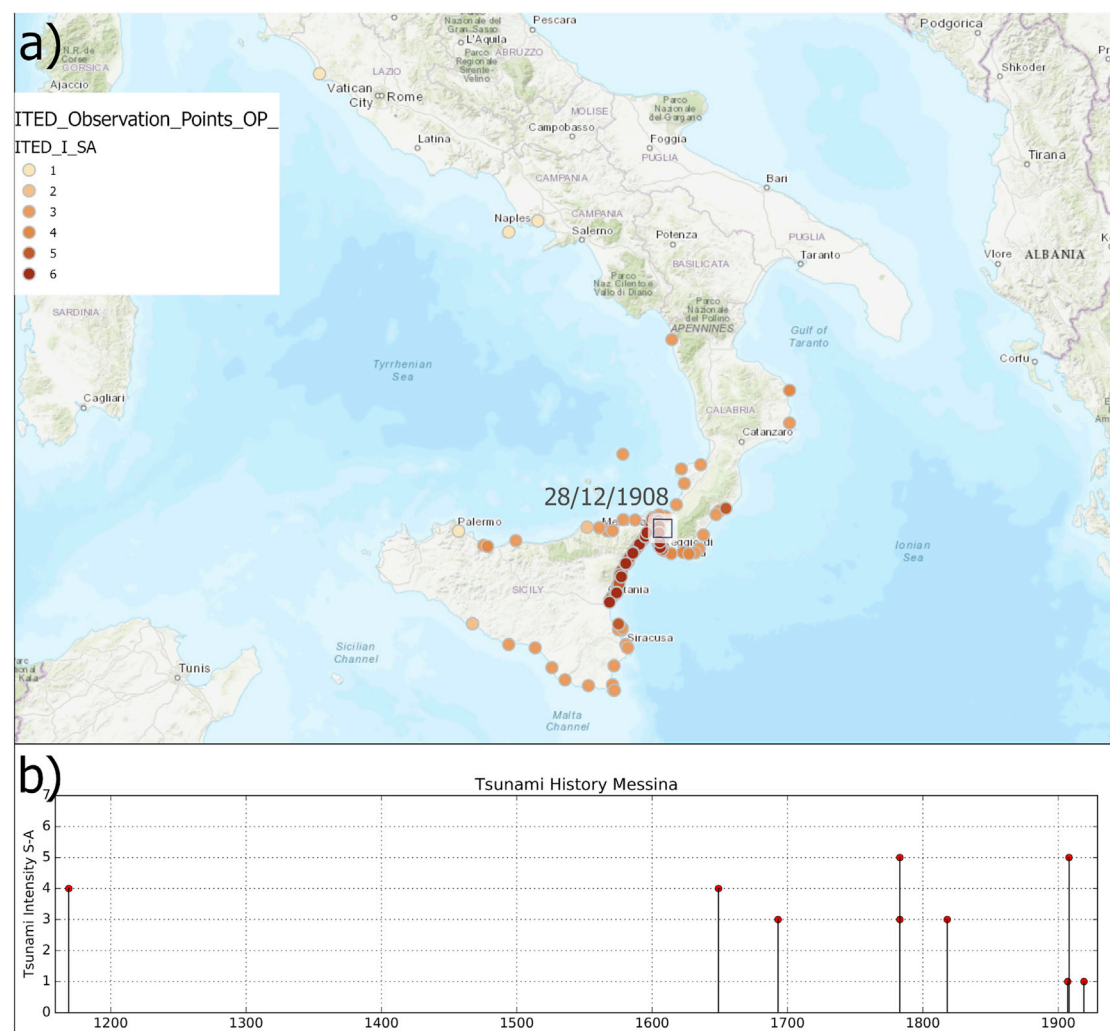 a)
Parco
Nazionale del
Gran Sasso
Pescara
L'Aquila
ABRUZZO
Parco
Regionale
Sirente-
Velino
N.R. de
Corse
CORSICA
Ajaccio
LAZIO
Vatican
City
Rome
MOLISE
Parco
Nazionale
del Gargano
Podgorica
Shkoder
Latina
Campobasso
Foggia
PUGLIA
Tirana
ITED_Observation_Points_OP_
ITED_I_SA
1
2
3
4
5
6
CAMPANIA
Bari
Naples
CAMPANIA
Salerno
Potenza
PUGLIA
Taranto
Vlore
ALBANIA
BASILICATA
Parco
Naz. Cilento e
Vallo di Diano
SARDINIA
Parco
Nazionale
del Pollino
APENNINES
Gulf of
Taranto
Corfu
Tyrrhenian
Sea
Cagliari
CALABRIA
Catanzaro
28/12/1908
Palermo
Ionian
Sea
SICILY
Siracusa
Sicilian
Channel
Tunis
Malta
Channel
b)
Tsunami History Messina
Tsunami Intensity S-A
7
6
5
4
3
2
1
0
1200 1300 1400 1500 1600 1700 1800 1900